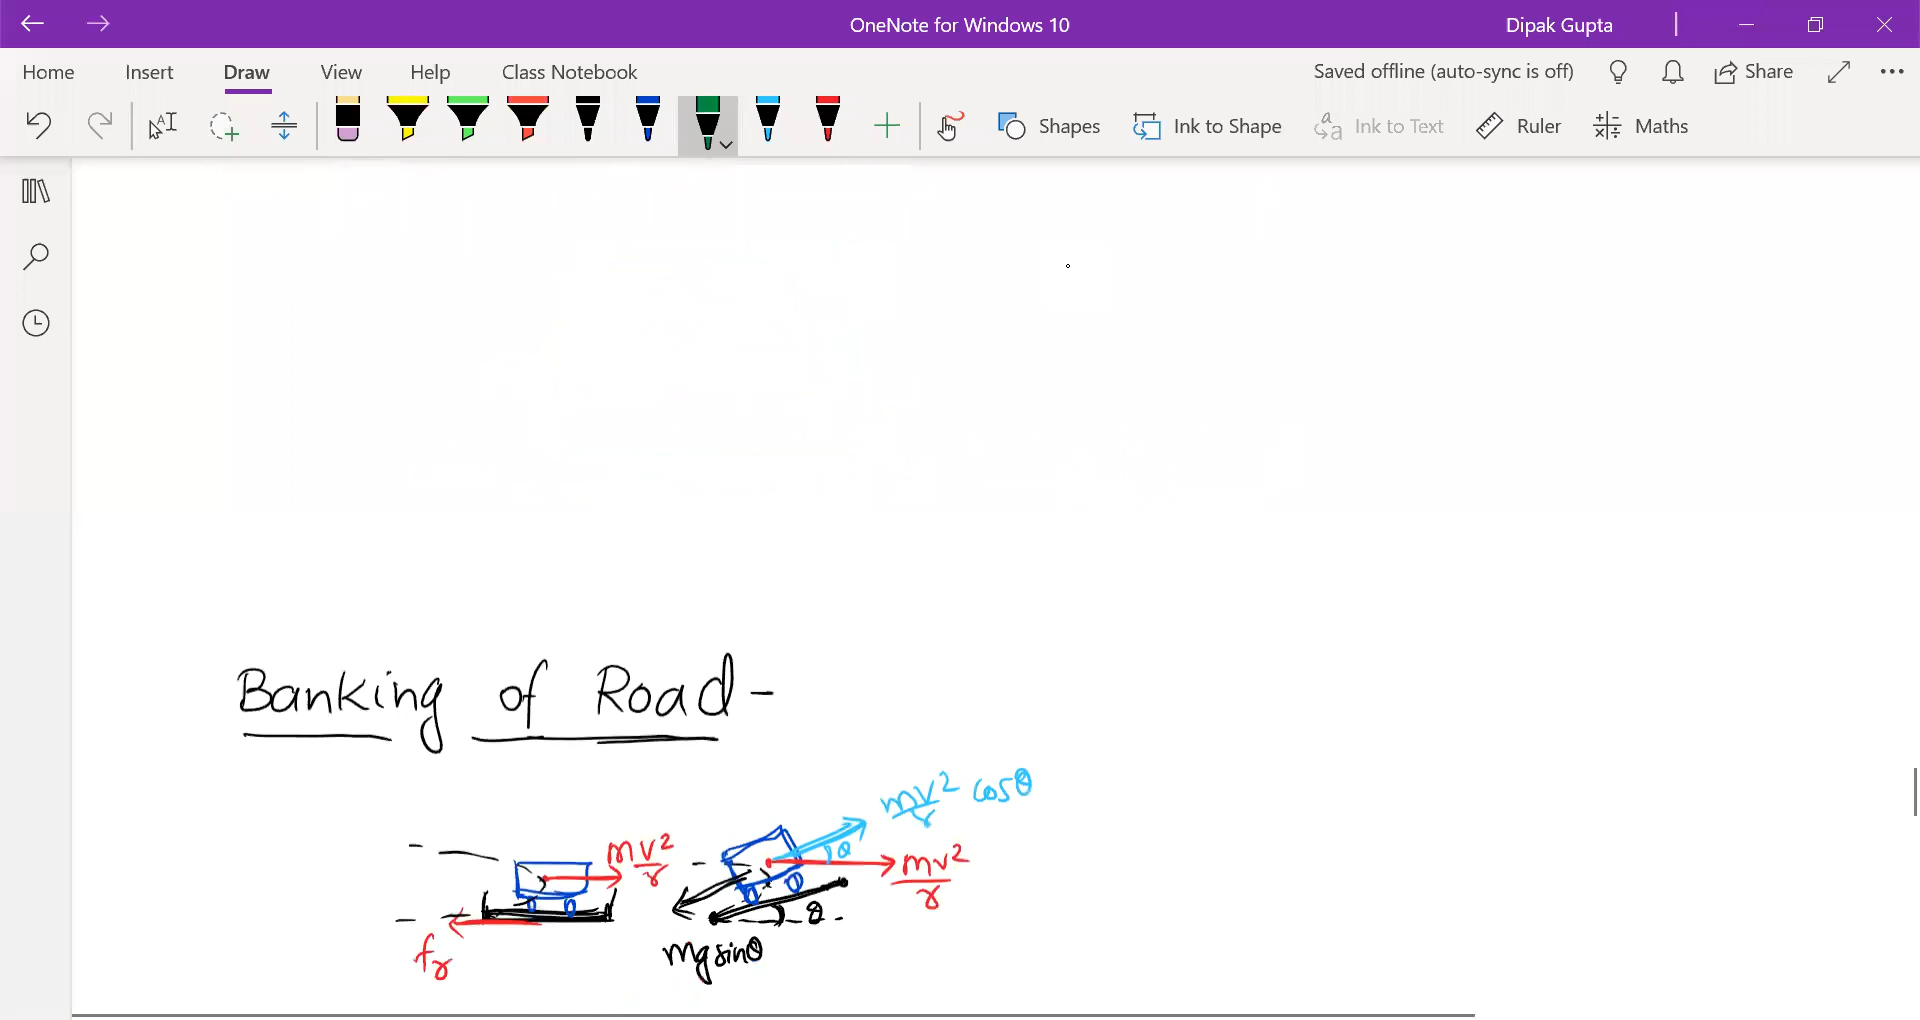 OneNote for Windows 10
Dipak Gupta
Home Insert Draw View Help Class Notebook
Saved offline (auto-sync is off) Share
Shapes Ink to Shape Ink to Text Ruler Maths
Banking of Road -
mv²/r cosθ
mv²/r
θ
mv²/r
θ
fr
mg sinθ